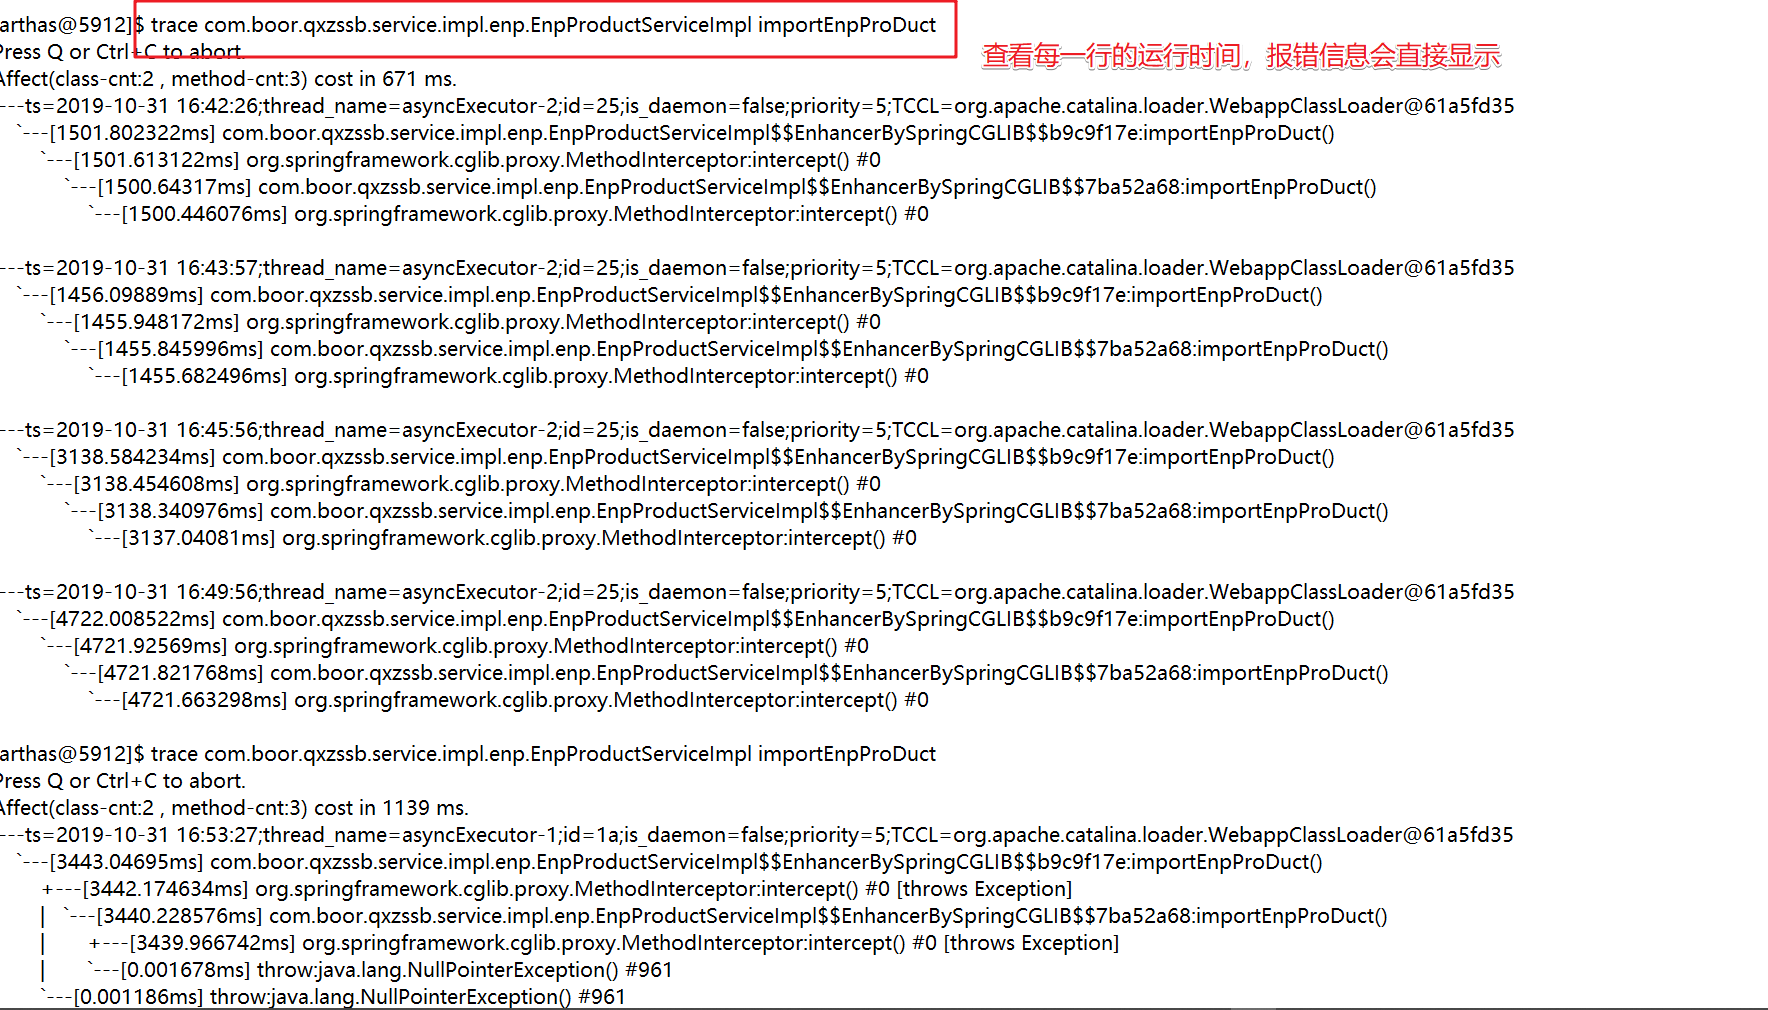 arthas@5912]$ trace com.boor.qxzssb.service.impl.enp.EnpProductServiceImpl importEnpProDuct
Press Q or Ctrl+C to abort.
查看每一行的运行时间，报错信息会直接显示
Affect(class-cnt:2 , method-cnt:3) cost in 671 ms.
---ts=2019-10-31 16:42:26;thread_name=asyncExecutor-2;id=25;is_daemon=false;priority=5;TCCL=org.apache.catalina.loader.WebappClassLoader@61a5fd35
`---[1501.802322ms] com.boor.qxzssb.service.impl.enp.EnpProductServiceImpl$$EnhancerBySpringCGLIB$$b9c9f17e:importEnpProDuct()
`---[1501.613122ms] org.springframework.cglib.proxy.MethodInterceptor:intercept() #0
`---[1500.64317ms] com.boor.qxzssb.service.impl.enp.EnpProductServiceImpl$$EnhancerBySpringCGLIB$$7ba52a68:importEnpProDuct()
`---[1500.446076ms] org.springframework.cglib.proxy.MethodInterceptor:intercept() #0
---ts=2019-10-31 16:43:57;thread_name=asyncExecutor-2;id=25;is_daemon=false;priority=5;TCCL=org.apache.catalina.loader.WebappClassLoader@61a5fd35
`---[1456.09889ms] com.boor.qxzssb.service.impl.enp.EnpProductServiceImpl$$EnhancerBySpringCGLIB$$b9c9f17e:importEnpProDuct()
`---[1455.948172ms] org.springframework.cglib.proxy.MethodInterceptor:intercept() #0
`---[1455.845996ms] com.boor.qxzssb.service.impl.enp.EnpProductServiceImpl$$EnhancerBySpringCGLIB$$7ba52a68:importEnpProDuct()
`---[1455.682496ms] org.springframework.cglib.proxy.MethodInterceptor:intercept() #0
---ts=2019-10-31 16:45:56;thread_name=asyncExecutor-2;id=25;is_daemon=false;priority=5;TCCL=org.apache.catalina.loader.WebappClassLoader@61a5fd35
`---[3138.584234ms] com.boor.qxzssb.service.impl.enp.EnpProductServiceImpl$$EnhancerBySpringCGLIB$$b9c9f17e:importEnpProDuct()
`---[3138.454608ms] org.springframework.cglib.proxy.MethodInterceptor:intercept() #0
`---[3138.340976ms] com.boor.qxzssb.service.impl.enp.EnpProductServiceImpl$$EnhancerBySpringCGLIB$$7ba52a68:importEnpProDuct()
`---[3137.04081ms] org.springframework.cglib.proxy.MethodInterceptor:intercept() #0
---ts=2019-10-31 16:49:56;thread_name=asyncExecutor-2;id=25;is_daemon=false;priority=5;TCCL=org.apache.catalina.loader.WebappClassLoader@61a5fd35
`---[4722.008522ms] com.boor.qxzssb.service.impl.enp.EnpProductServiceImpl$$EnhancerBySpringCGLIB$$b9c9f17e:importEnpProDuct()
`---[4721.92569ms] org.springframework.cglib.proxy.MethodInterceptor:intercept() #0
`---[4721.821768ms] com.boor.qxzssb.service.impl.enp.EnpProductServiceImpl$$EnhancerBySpringCGLIB$$7ba52a68:importEnpProDuct()
`---[4721.663298ms] org.springframework.cglib.proxy.MethodInterceptor:intercept() #0
arthas@5912]$ trace com.boor.qxzssb.service.impl.enp.EnpProductServiceImpl importEnpProDuct
Press Q or Ctrl+C to abort.
Affect(class-cnt:2 , method-cnt:3) cost in 1139 ms.
---ts=2019-10-31 16:53:27;thread_name=asyncExecutor-1;id=1a;is_daemon=false;priority=5;TCCL=org.apache.catalina.loader.WebappClassLoader@61a5fd35
`---[3443.04695ms] com.boor.qxzssb.service.impl.enp.EnpProductServiceImpl$$EnhancerBySpringCGLIB$$b9c9f17e:importEnpProDuct()
+---[3442.174634ms] org.springframework.cglib.proxy.MethodInterceptor:intercept() #0 [throws Exception]
| `---[3440.228576ms] com.boor.qxzssb.service.impl.enp.EnpProductServiceImpl$$EnhancerBySpringCGLIB$$7ba52a68:importEnpProDuct()
| +---[3439.966742ms] org.springframework.cglib.proxy.MethodInterceptor:intercept() #0 [throws Exception]
| `---[0.001678ms] throw:java.lang.NullPointerException() #961
`---[0.001186ms] throw:java.lang.NullPointerException() #961